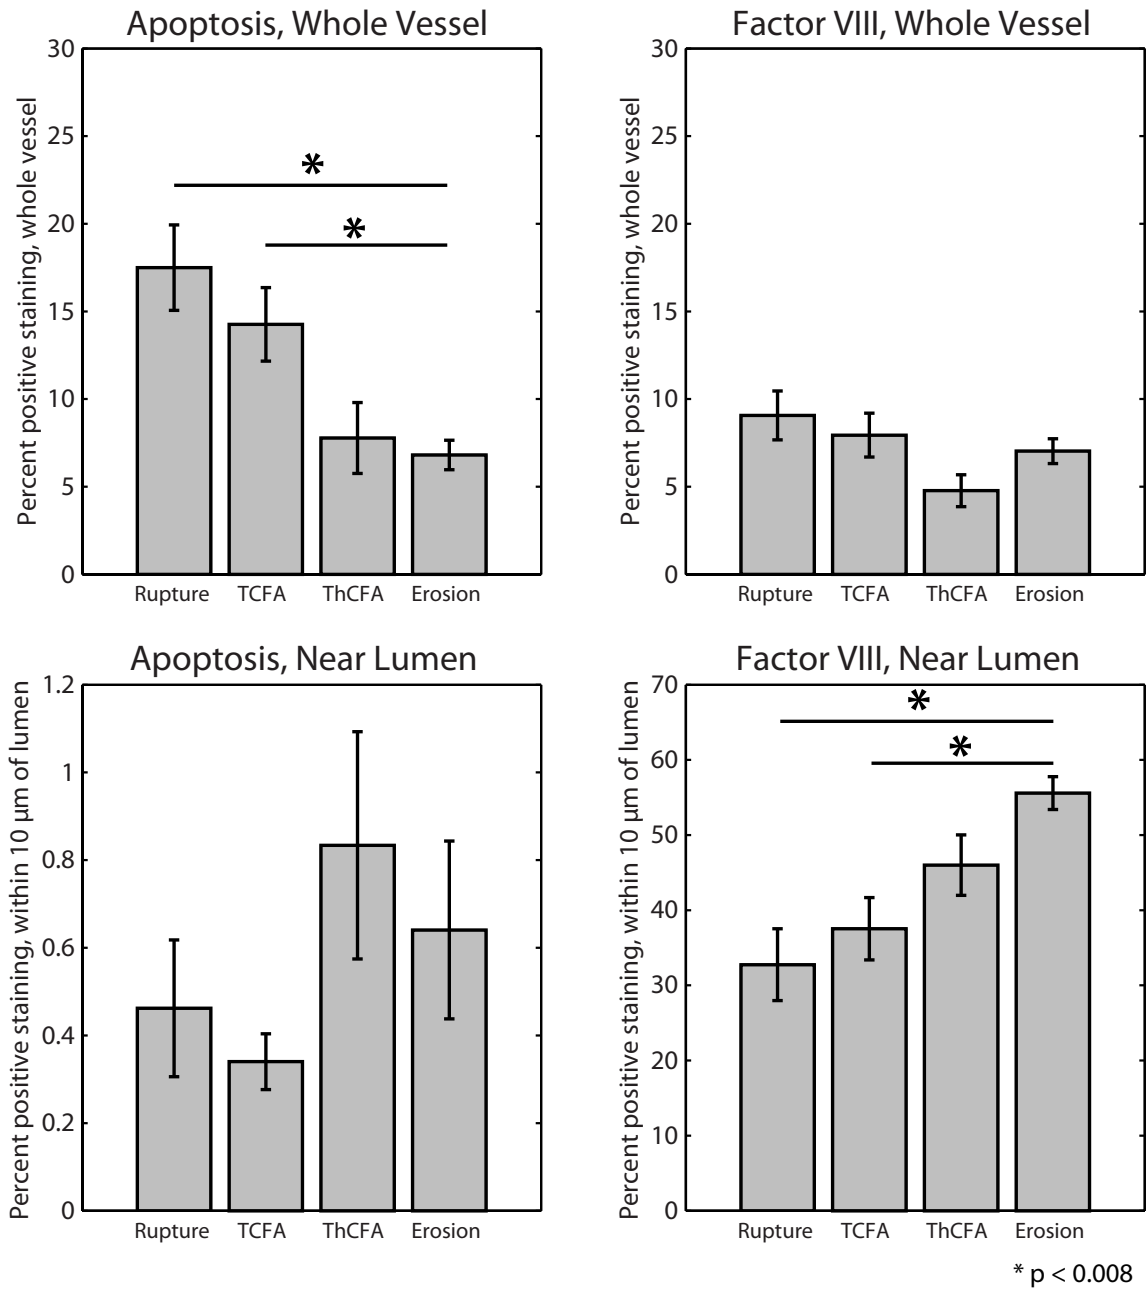 Apoptosis, Whole Vessel
Percent positive staining, whole vessel
30
25
20
15
10
5
0
*
*
Rupture TCFA ThCFA Erosion
Factor VIII, Whole Vessel
Percent positive staining, whole vessel
30
25
20
15
10
5
0
Rupture TCFA ThCFA Erosion
Apoptosis, Near Lumen
Percent positive staining, within 10 µm of lumen
1.2
1
0.8
0.6
0.4
0.2
0
Rupture TCFA ThCFA Erosion
Factor VIII, Near Lumen
Percent positive staining, within 10 µm of lumen
70
60
50
40
30
20
10
0
*
*
Rupture TCFA ThCFA Erosion
* p < 0.008